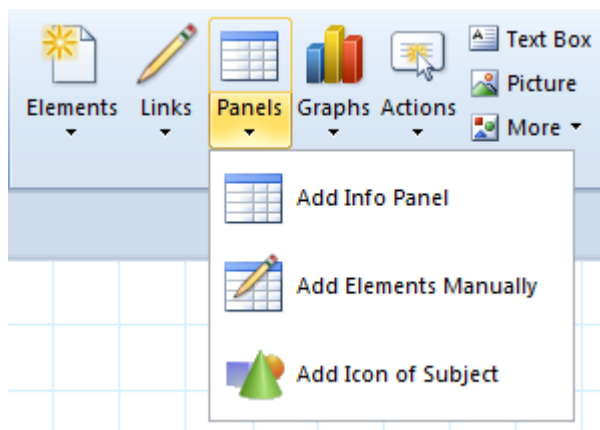 Elements
Links
Panels
Graphs
Actions
Text Box
Picture
More
Add Info Panel
Add Elements Manually
Add Icon of Subject